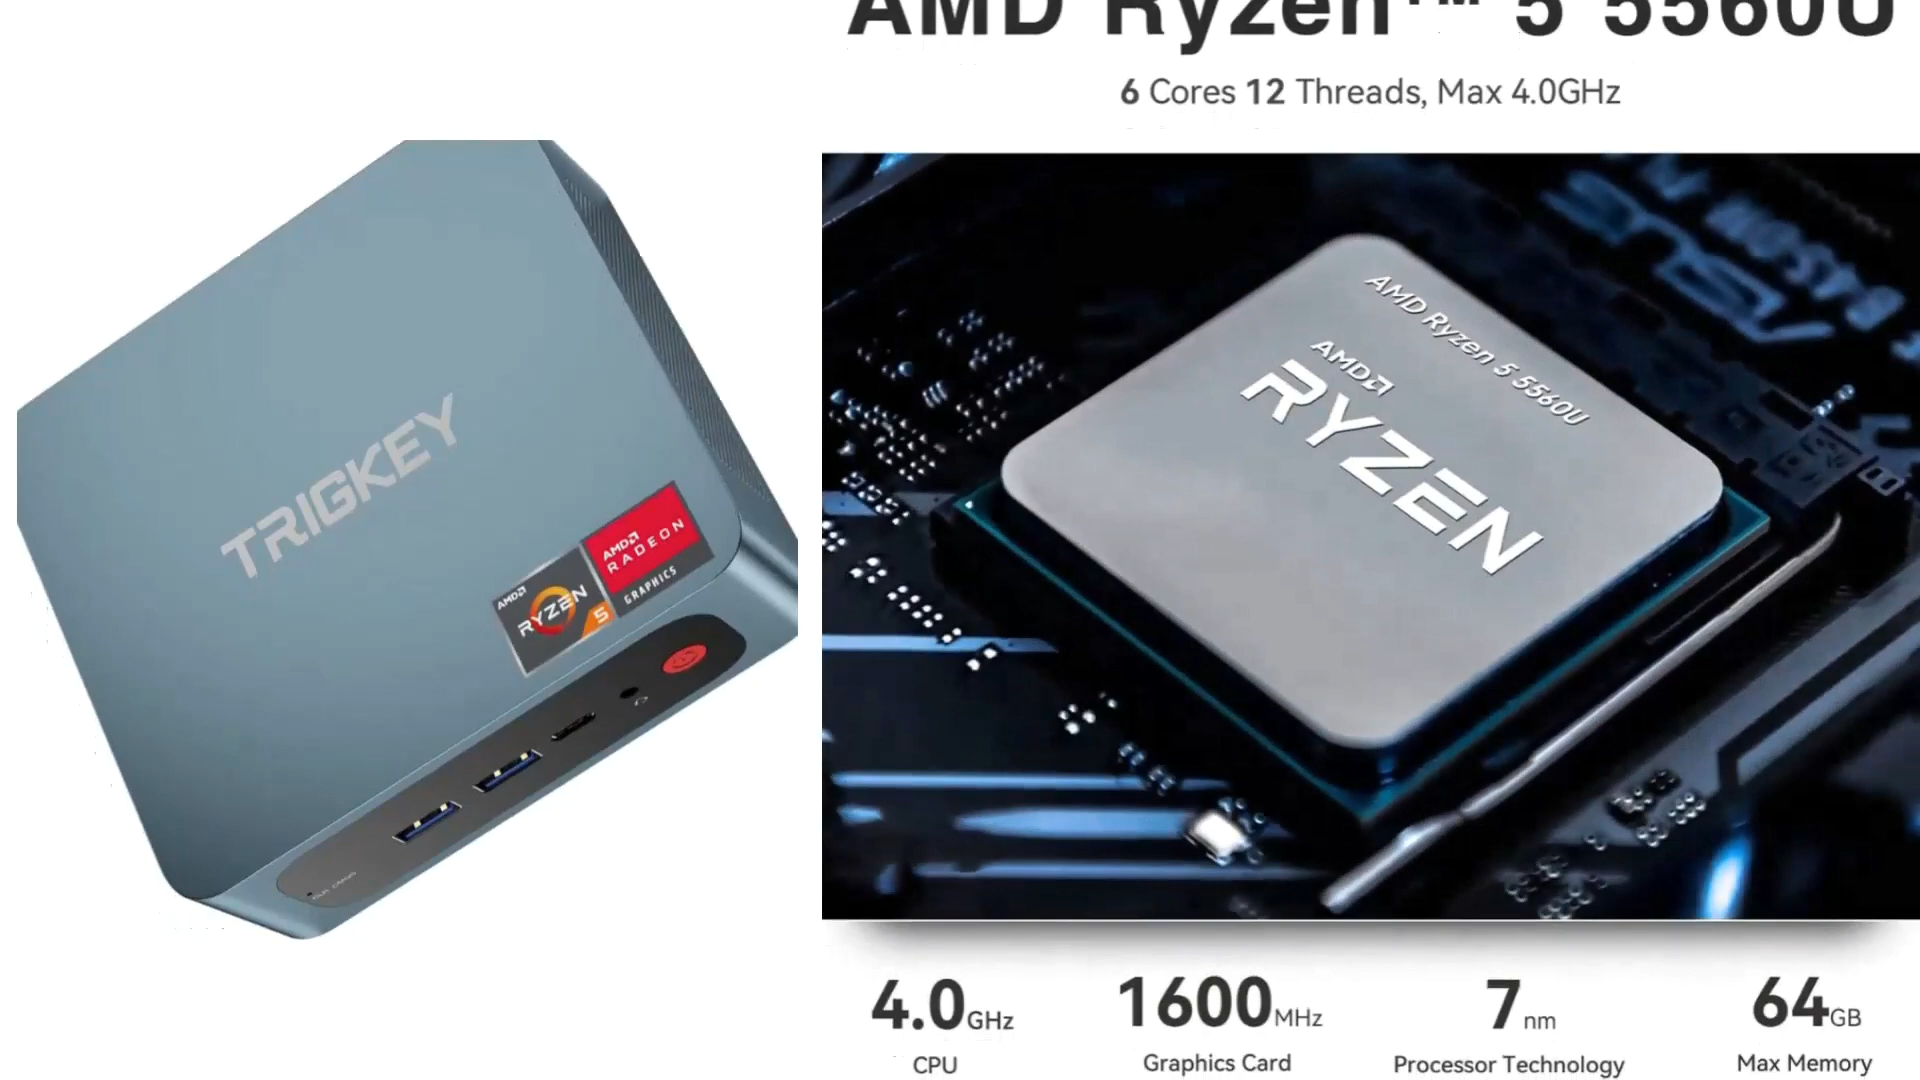 AMD Ryzen™ 5 5560U
6 Cores 12 Threads, Max 4.0GHz
TRIGKEY
AMD
RYZEN
5
AMD
RADEON
GRAPHICS
AMD Ryzen 5 5560U
AMD
RYZEN
4.0GHz
CPU
1600MHz
Graphics Card
7nm
Processor Technology
64GB
Max Memory